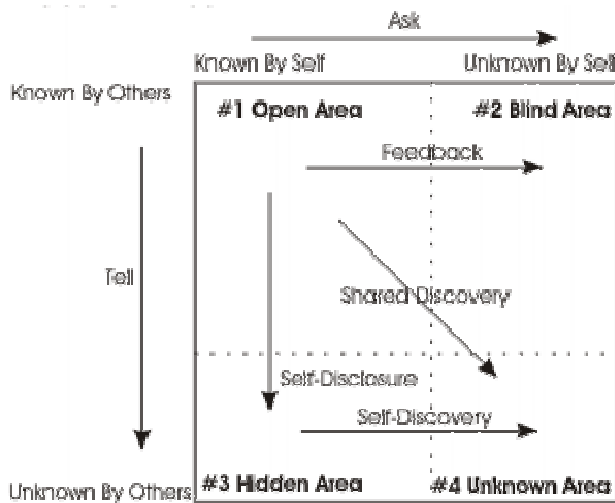 Ask
Known By Self Unknown By Self
Known By Others
#1 Open Area #2 Blind Area
Feedback
Tell
Shared Discovery
Self-Disclosure
Self-Discovery
Unknown By Others #3 Hidden Area #4 Unknown Area